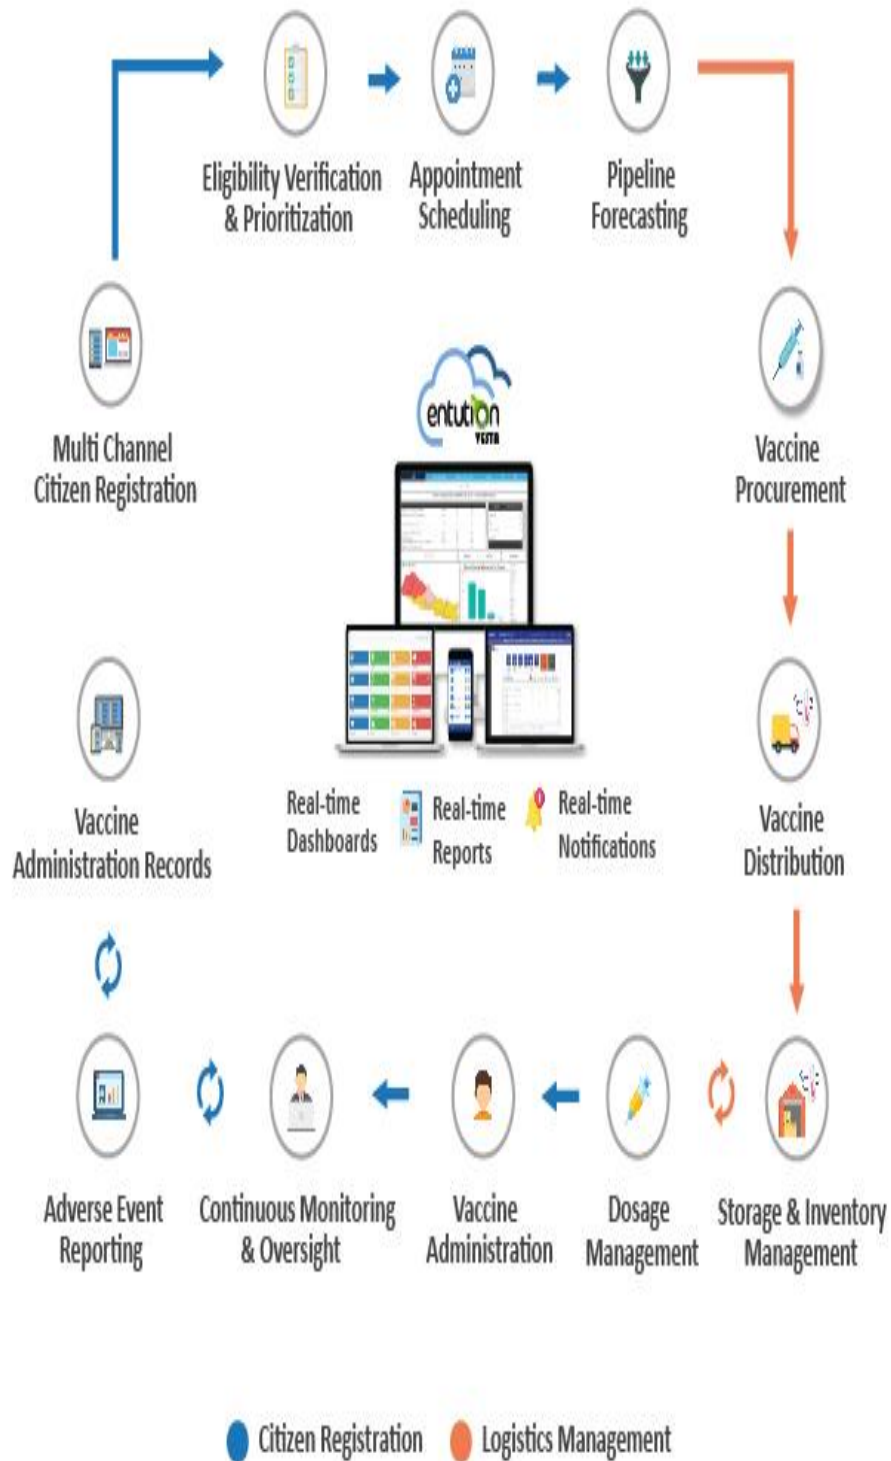 Eligibility Verification
& Prioritization
Appointment
Scheduling
Pipeline
Forecasting
Multi Channel
Citizen Registration
entution
VESTA
Vaccine
Procurement
Vaccine
Administration Records
Real-time
Dashboards
Real-time
Reports
Real-time
Notifications
Vaccine
Distribution
Adverse Event
Reporting
Continuous Monitoring
& Oversight
Vaccine
Administration
Dosage
Management
Storage & Inventory
Management
Citizen Registration
Logistics Management